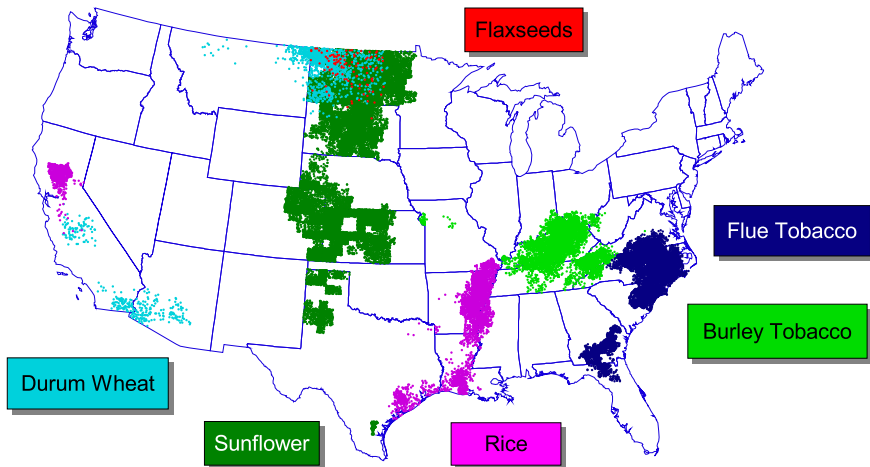 Flaxseeds
Flue Tobacco
Burley Tobacco
Durum Wheat
Sunflower
Rice